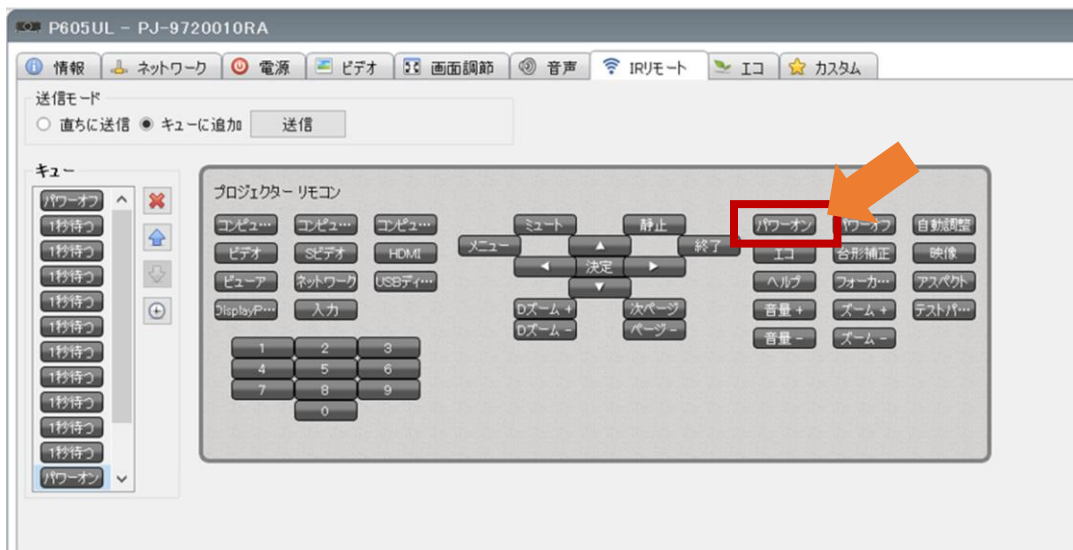 P605UL - PJ-9720010RA
情報 ネットワーク 電源 ビデオ 画面調節 音声 IRリモート エコ カスタム
送信モード
直ちに送信 キューに追加 送信
キュー
パワーオフ
1秒待つ
1秒待つ
1秒待つ
1秒待つ
1秒待つ
1秒待つ
1秒待つ
1秒待つ
1秒待つ
1秒待つ
パワーオン
プロジェクター リモコン
コンピュ… コンピュ… コンピュ… ミュート 静止 パワーオン パワーオフ 自動調整
ビデオ Sビデオ HDMI メニュー ▲ 終了 エコ 台形補正 映像
◀ 決定 ▶
ビューア ネットワーク USBディ… ▼ ヘルプ フォーカ… アスペクト
DisplayP… 入力 Dズーム + 次ページ 音量 + ズーム + テストパ…
Dズーム - ページ - 音量 - ズーム -
1 2 3
4 5 6
7 8 9
0